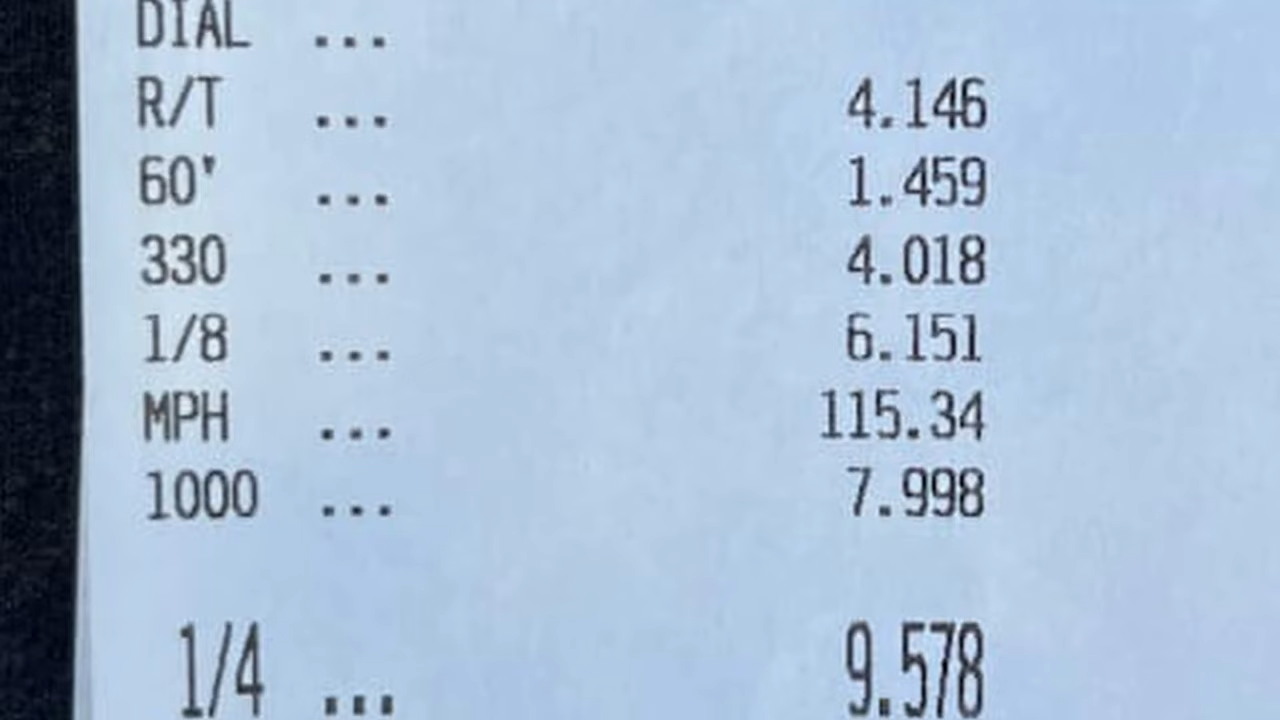 DIAL ...
R/T ... 4.146
60' ... 1.459
330 ... 4.018
1/8 ... 6.151
MPH ... 115.34
1000 ... 7.998
1/4 ... 9.578